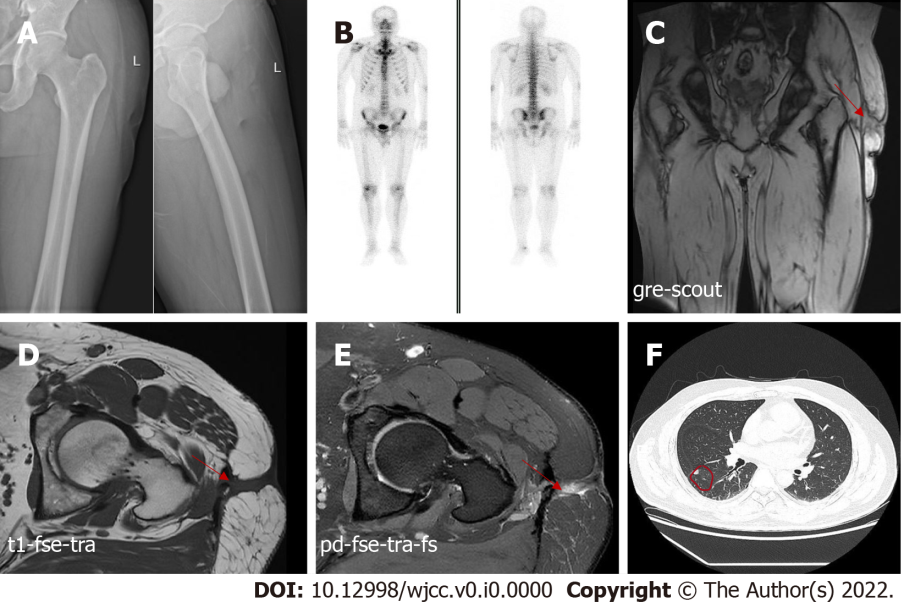 A
L
L
B
C
gre-scout
D
t1-fse-tra
E
pd-fse-tra-fs
F
DOI: 10.12998/wjcc.v0.i0.0000 Copyright © The Author(s) 2022.